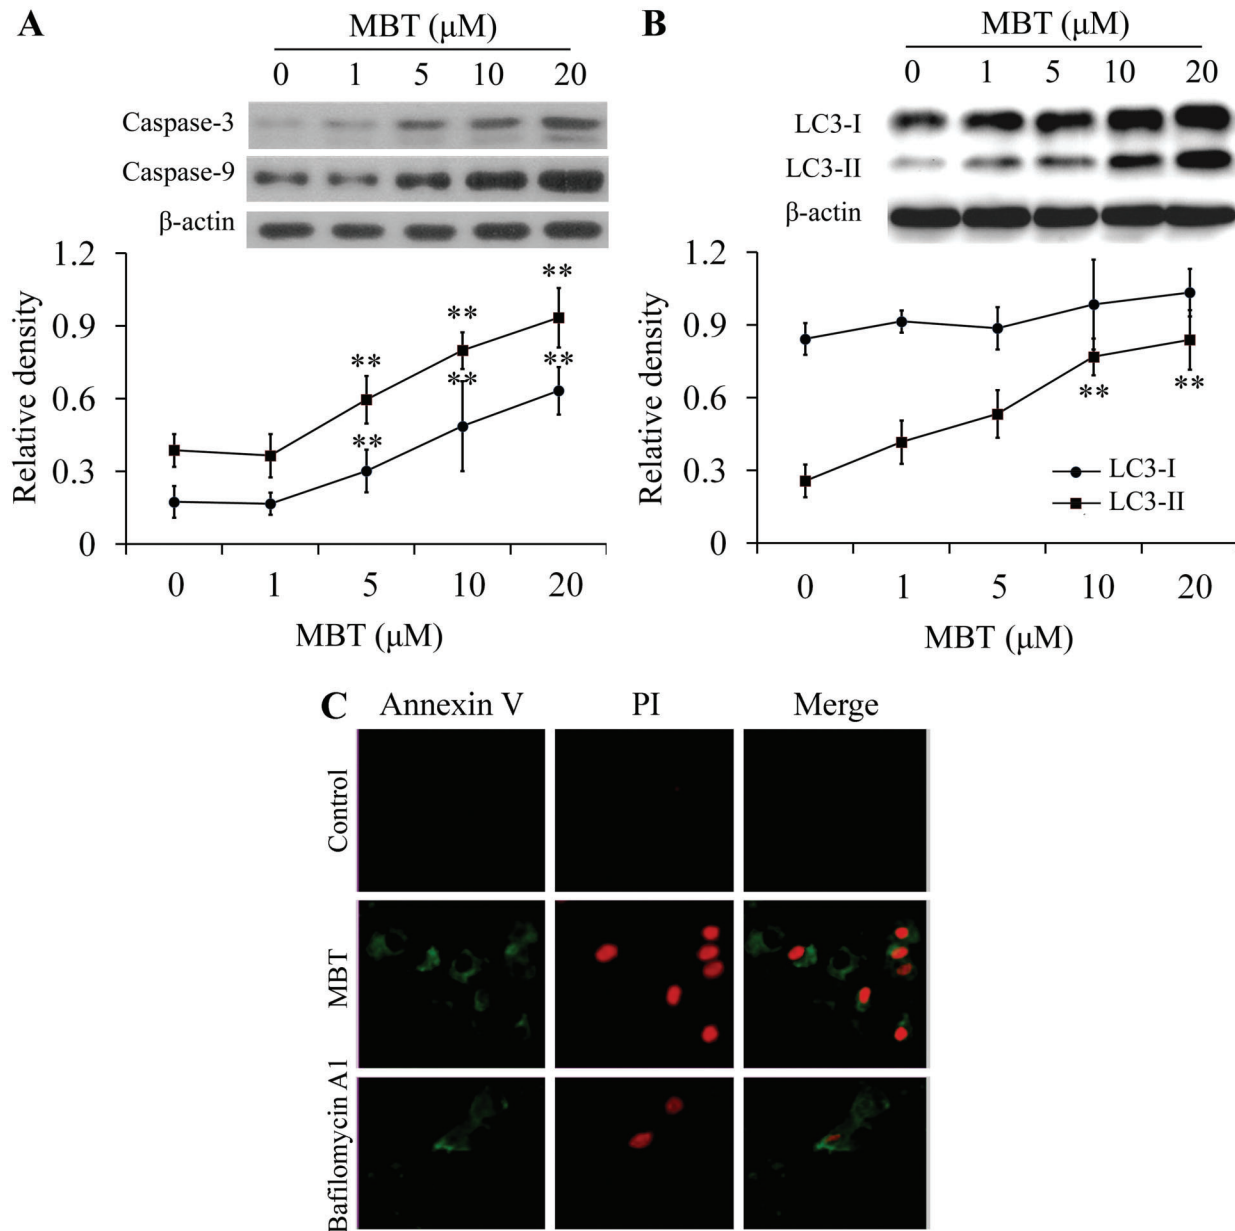 A
MBT (μM)
0 1 5 10 20
Caspase-3
Caspase-9
β-actin
1.2
0.9
0.6
0.3
0
Relative density
** ** **
** ** **
0 1 5 10 20
MBT (μM)
B
MBT (μM)
0 1 5 10 20
LC3-I
LC3-II
β-actin
1.2
0.9
0.6
0.3
0
Relative density
** **
LC3-I
LC3-II
0 1 5 10 20
MBT (μM)
C
Annexin V PI Merge
Control
MBT
Bafilomycin A1